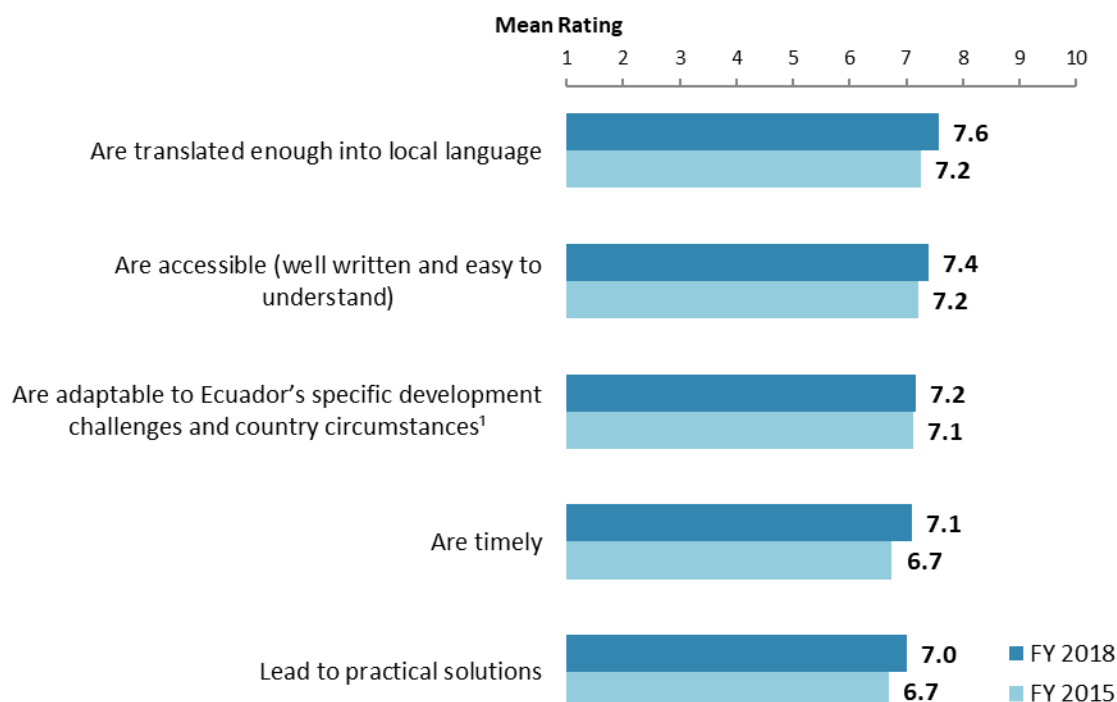 Mean Rating
1 2 3 4 5 6 7 8 9 10
Are translated enough into local language
7.6
7.2
Are accessible (well written and easy to
understand)
7.4
7.2
Are adaptable to Ecuador’s specific development
challenges and country circumstances¹
7.2
7.1
Are timely
7.1
6.7
Lead to practical solutions
7.0
6.7
FY 2018
FY 2015